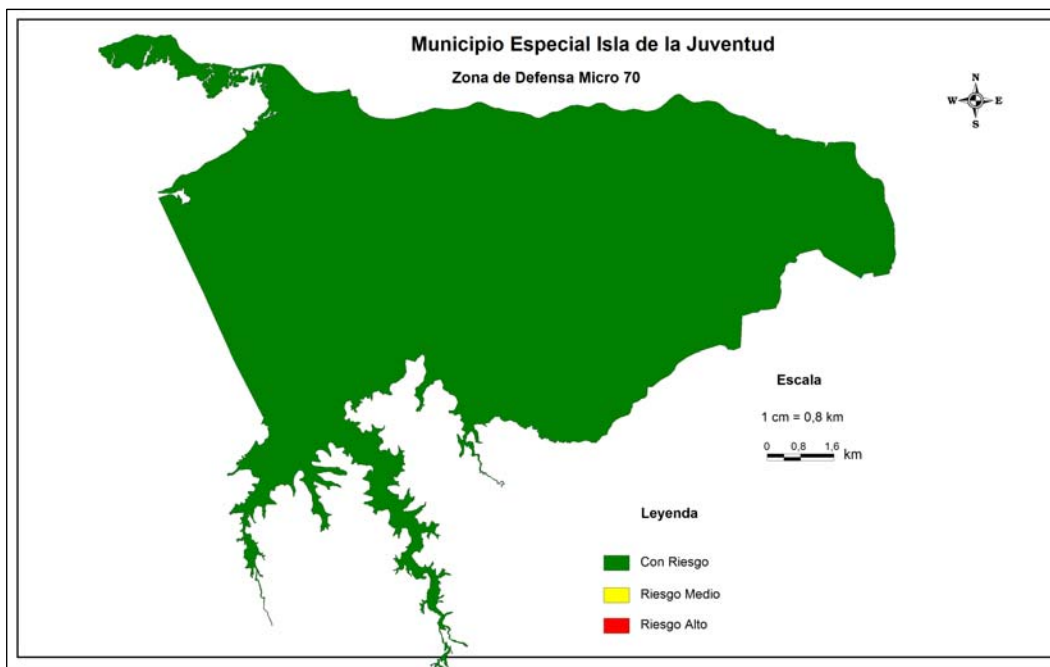 Municipio Especial Isla de la Juventud
Zona de Defensa Micro 70
N
W E
S
Escala
1 cm = 0,8 km
0 0,8 1,6
km
Leyenda
Con Riesgo
Riesgo Medio
Riesgo Alto